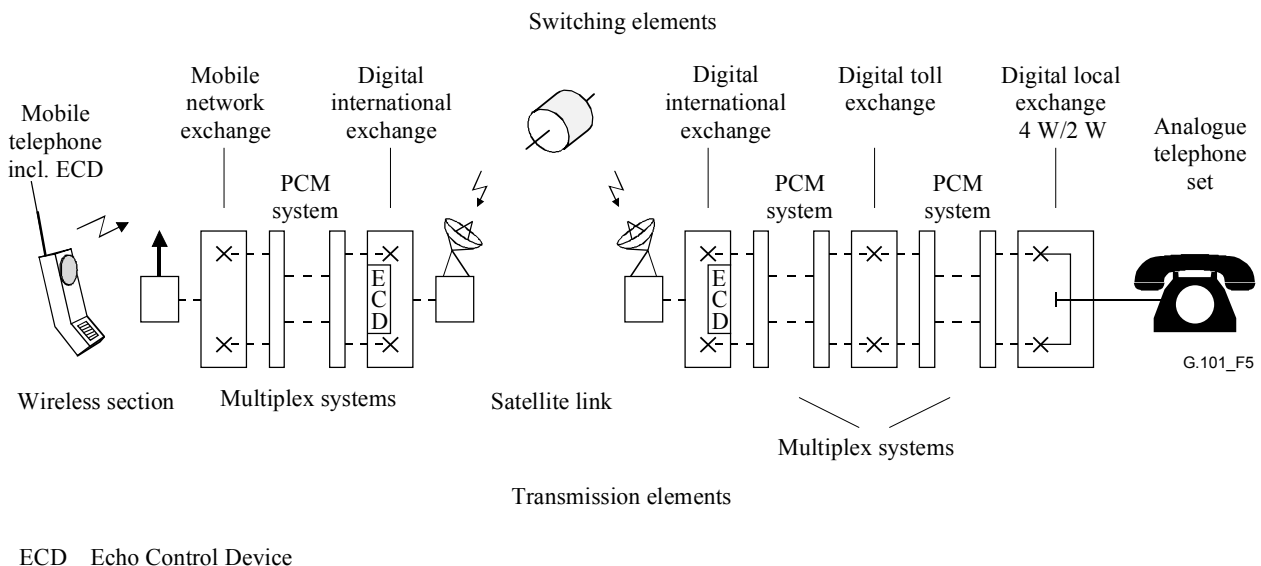 Switching elements
Mobile
telephone
incl. ECD
Mobile
network
exchange
Digital
international
exchange
Digital
international
exchange
Digital toll
exchange
Digital local
exchange
4 W/2 W
Analogue
telephone
set
PCM
system
PCM
system
PCM
system
E
C
D
E
C
D
G.101_F5
Wireless section
Multiplex systems
Satellite link
Multiplex systems
Transmission elements
ECD Echo Control Device